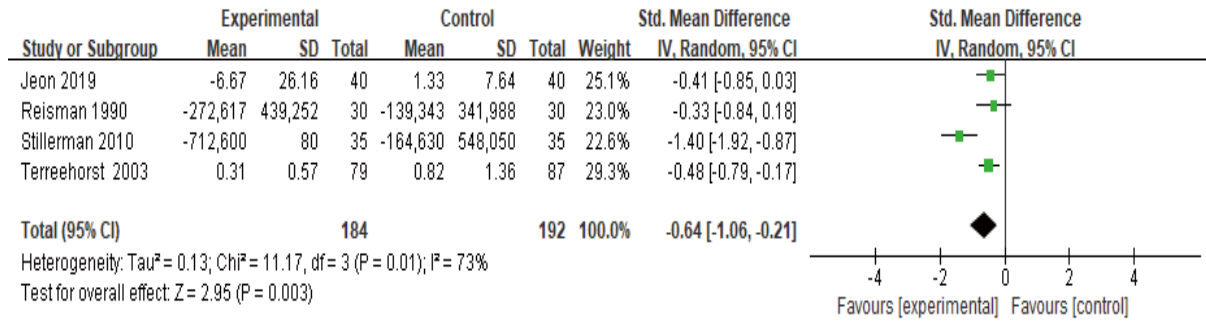 Experimental Control Std. Mean Difference Std. Mean Difference
Study or Subgroup Mean SD Total Mean SD Total Weight IV, Random, 95% CI IV, Random, 95% CI
Jeon 2019 -6.67 26.16 40 1.33 7.64 40 25.1% -0.41 [-0.85, 0.03]
Reisman 1990 -272,617 439,252 30 -139,343 341,988 30 23.0% -0.33 [-0.84, 0.18]
Stillerman 2010 -712,600 80 35 -164,630 548,050 35 22.6% -1.40 [-1.92, -0.87]
Terreehorst 2003 0.31 0.57 79 0.82 1.36 87 29.3% -0.48 [-0.79, -0.17]
Total (95% CI) 184 192 100.0% -0.64 [-1.06, -0.21]
Heterogeneity: Tau² = 0.13; Chi² = 11.17, df = 3 (P = 0.01); I² = 73%
Test for overall effect: Z = 2.95 (P = 0.003)
-4 -2 0 2 4
Favours [experimental] Favours [control]